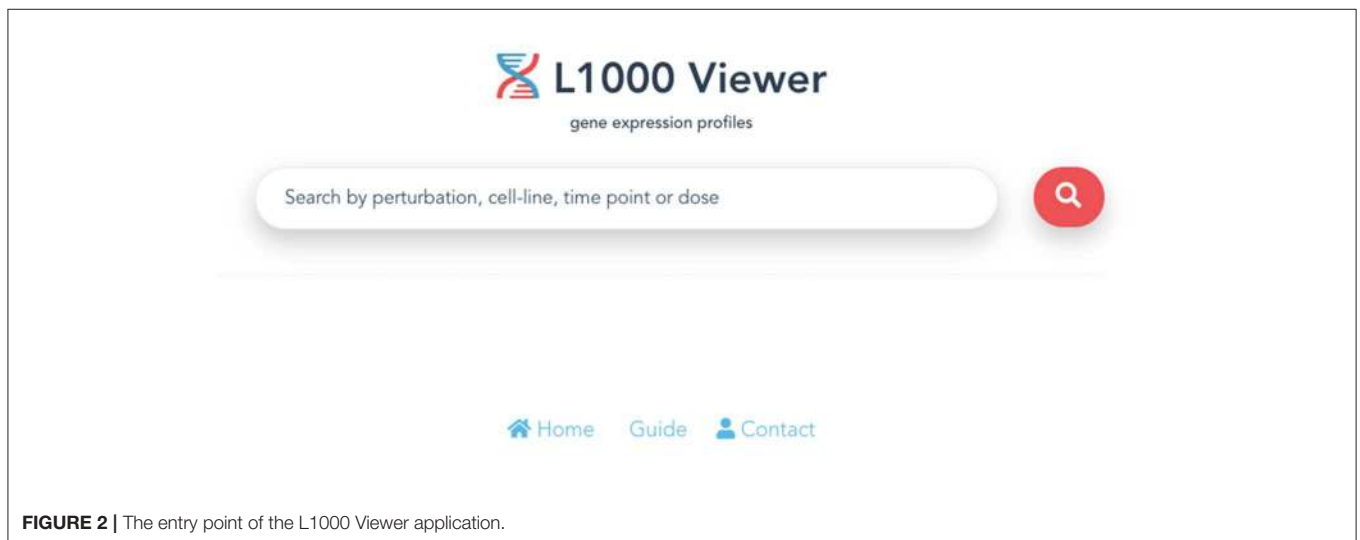 L1000 Viewer
gene expression profiles
Search by perturbation, cell-line, time point or dose
Home Guide Contact
FIGURE 2 | The entry point of the L1000 Viewer application.